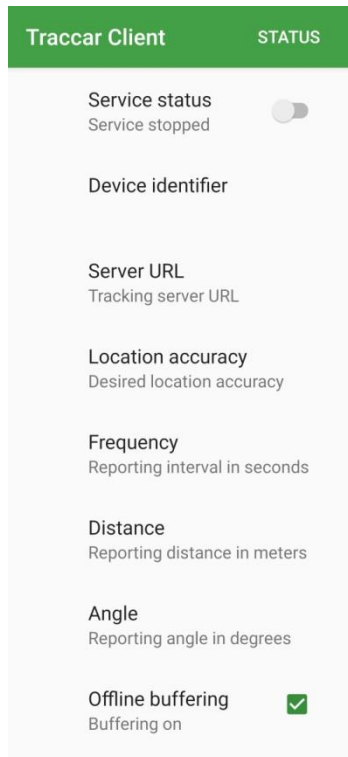 Traccar Client STATUS
Service status
Service stopped
Device identifier
Server URL
Tracking server URL
Location accuracy
Desired location accuracy
Frequency
Reporting interval in seconds
Distance
Reporting distance in meters
Angle
Reporting angle in degrees
Offline buffering
Buffering on